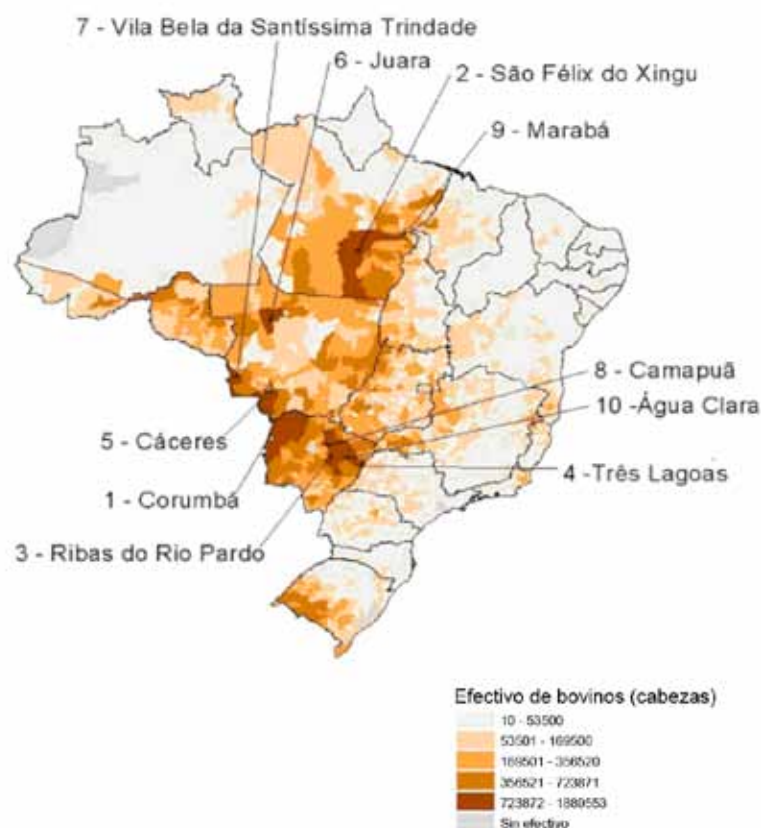 7 - Vila Bela da Santíssima Trindade
6 - Juara
2 - São Félix do Xingu
9 - Marabá
8 - Camapuã
10 -Água Clara
5 - Cáceres
4 -Três Lagoas
1 - Corumbá
3 - Ribas do Rio Pardo
Efectivo de bovinos (cabezas)
10 - 53500
53501 - 169500
169501 - 356520
356521 - 723871
723872 - 1880553
Sin efectivo